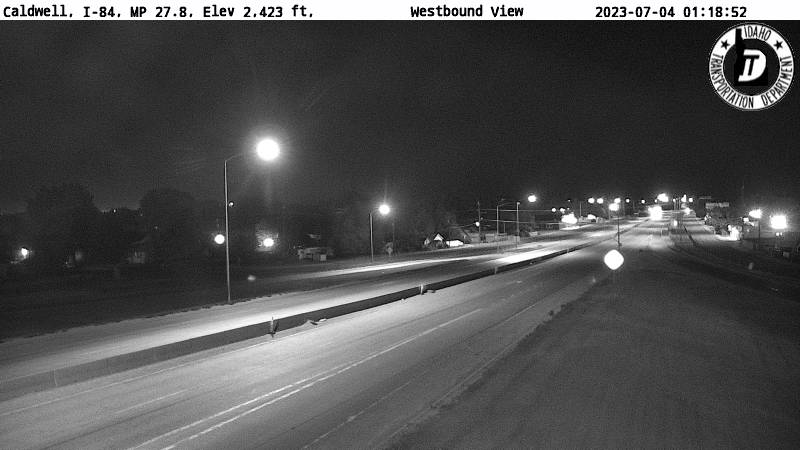 Caldwell, I-84, MP 27.8, Elev 2,423 ft, Westbound View 2023-07-04 01:18:52
IDAHO
TRANSPORTATION DEPARTMENT